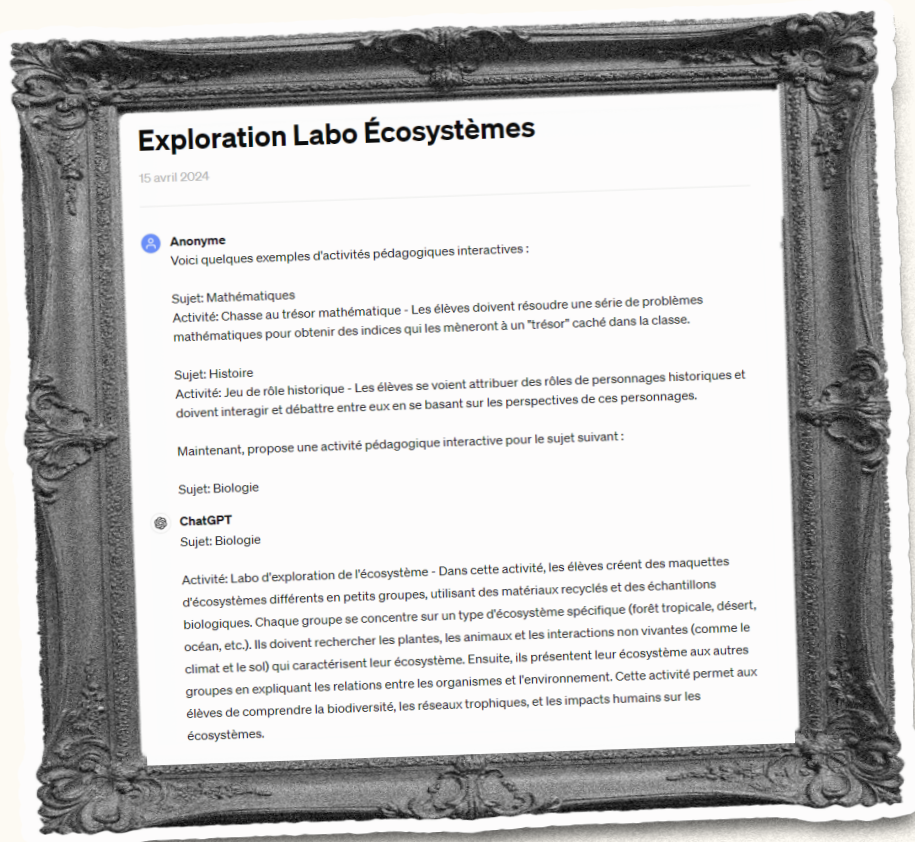 Exploration Labo Écosystèmes
15 avril 2024
Anonyme
Voici quelques exemples d'activités pédagogiques interactives :
Sujet: Mathématiques
Activité: Chasse au trésor mathématique - Les élèves doivent résoudre une série de problèmes
mathématiques pour obtenir des indices qui les mèneront à un "trésor" caché dans la classe.
Sujet: Histoire
Activité: Jeu de rôle historique - Les élèves se voient attribuer des rôles de personnages historiques et
doivent interagir et débattre entre eux en se basant sur les perspectives de ces personnages.
Maintenant, propose une activité pédagogique interactive pour le sujet suivant :
Sujet: Biologie
ChatGPT
Sujet: Biologie
Activité: Labo d'exploration de l'écosystème - Dans cette activité, les élèves créent des maquettes
d'écosystèmes différents en petits groupes, utilisant des matériaux recyclés et des échantillons
biologiques. Chaque groupe se concentre sur un type d'écosystème spécifique (forêt tropicale, désert,
océan, etc.). Ils doivent rechercher les plantes, les animaux et les interactions non vivantes (comme le
climat et le sol) qui caractérisent leur écosystème. Ensuite, ils présentent leur écosystème aux autres
groupes en expliquant les relations entre les organismes et l'environnement. Cette activité permet aux
élèves de comprendre la biodiversité, les réseaux trophiques, et les impacts humains sur les
écosystèmes.